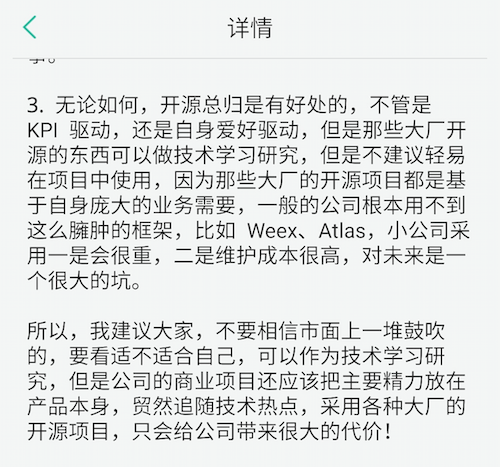 详情
3. 无论如何，开源总归是有好处的，不管是
KPI 驱动，还是自身爱好驱动，但是那些大厂开
源的东西可以做技术学习研究，但是不建议轻易
在项目中使用，因为那些大厂的开源项目都是基
于自身庞大的业务需要，一般的公司根本用不到
这么臃肿的框架，比如 Weex、Atlas，小公司采
用一是会很重，二是维护成本很高，对未来是一
个很大的坑。
所以，我建议大家，不要相信市面上一堆鼓吹
的，要看适不适合自己，可以作为技术学习研
究，但是公司的商业项目还应该把主要精力放在
产品本身，贸然追随技术热点，采用各种大厂的
开源项目，只会给公司带来很大的代价！